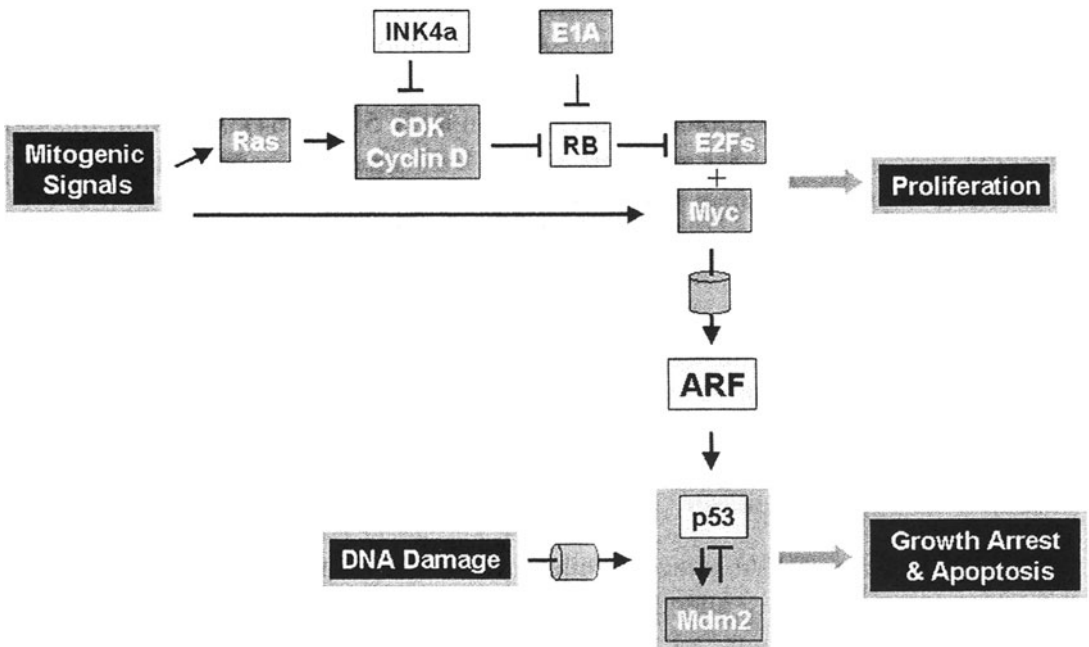 INK4a
E1A
Mitogenic
Signals
Ras
CDK
Cyclin D
RB
E2Fs
+
Myc
Proliferation
ARF
p53
DNA Damage
Growth Arrest
& Apoptosis
Mdm2